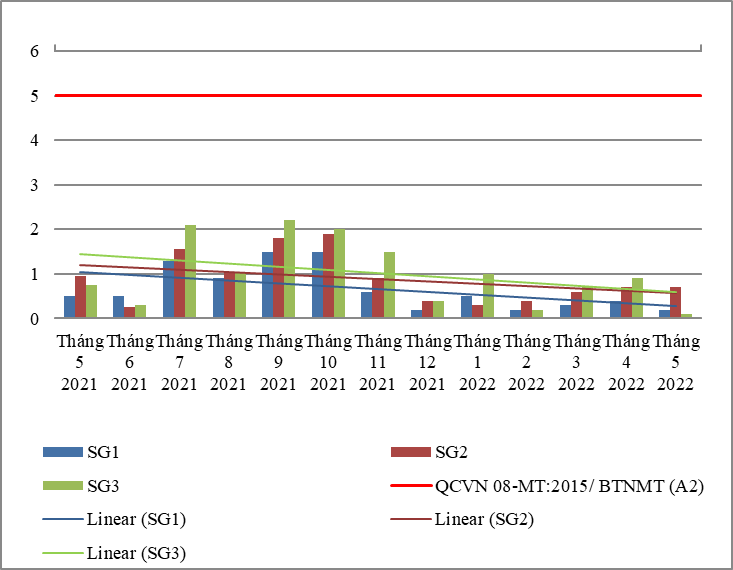 6
5
4
3
2
1
0
Tháng Tháng Tháng Tháng Tháng Tháng Tháng Tháng Tháng Tháng Tháng Tháng Tháng
5 6 7 8 9 10 11 12 1 2 3 4 5
2021 2021 2021 2021 2021 2021 2021 2021 2022 2022 2022 2022 2022
SG1 SG2
SG3 QCVN 08-MT:2015/ BTNMT (A2)
Linear (SG1) Linear (SG2)
Linear (SG3)